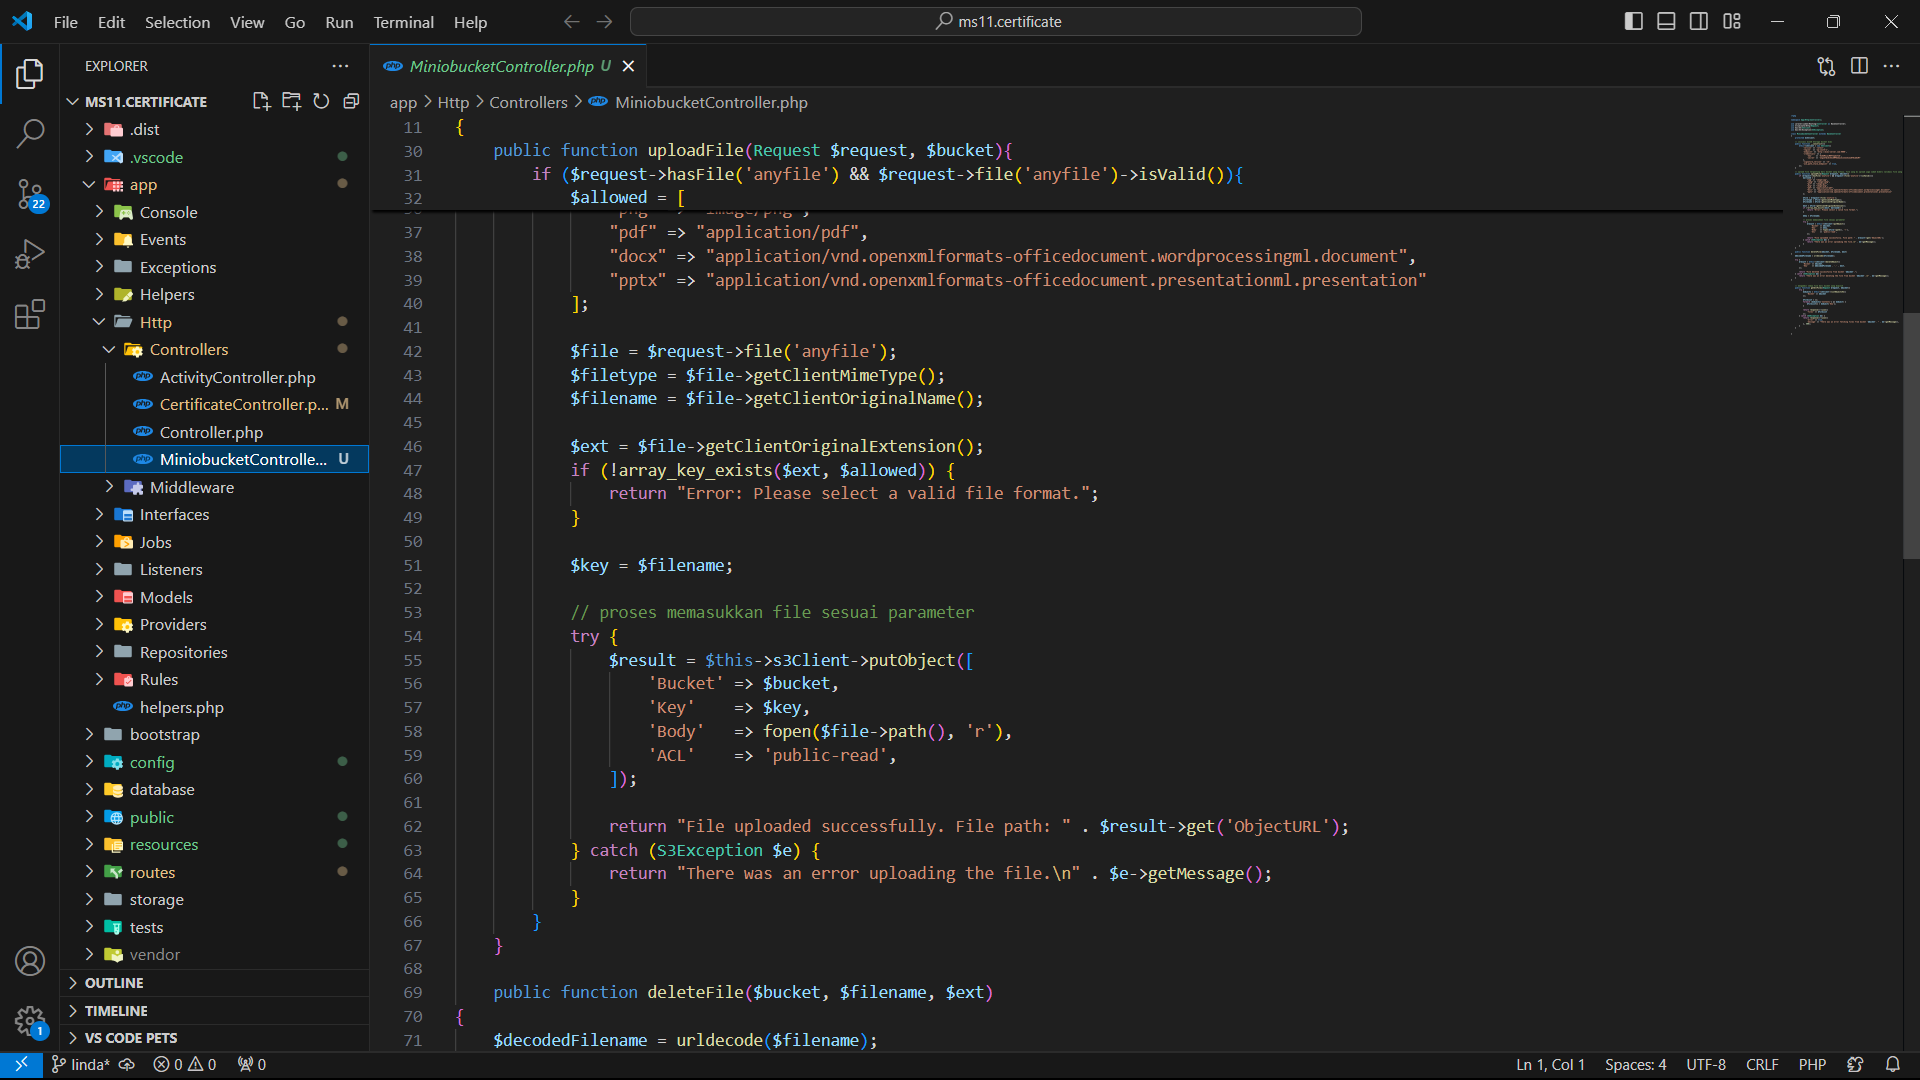 File Edit Selection View Go Run Terminal Help
ms11.certificate
EXPLORER
MS11.CERTIFICATE
.dist
.vscode
app
Console
Events
Exceptions
Helpers
Http
Controllers
ActivityController.php
CertificateController.p... M
Controller.php
MiniobucketControlle... U
Middleware
Interfaces
Jobs
Listeners
Models
Providers
Repositories
Rules
helpers.php
bootstrap
config
database
public
resources
routes
storage
tests
vendor
OUTLINE
TIMELINE
VS CODE PETS
22
1
MiniobucketController.php U
app > Http > Controllers > MiniobucketController.php
11 {
30 public function uploadFile(Request $request, $bucket){
31 if ($request->hasFile('anyfile') && $request->file('anyfile')->isValid()){
32 $allowed = [
37 "pdf" => "application/pdf",
38 "docx" => "application/vnd.openxmlformats-officedocument.wordprocessingml.document",
39 "pptx" => "application/vnd.openxmlformats-officedocument.presentationml.presentation"
40 ];
41
42 $file = $request->file('anyfile');
43 $filetype = $file->getClientMimeType();
44 $filename = $file->getClientOriginalName();
45
46 $ext = $file->getClientOriginalExtension();
47 if (!array_key_exists($ext, $allowed)) {
48 return "Error: Please select a valid file format.";
49 }
50
51 $key = $filename;
52
53 // proses memasukkan file sesuai parameter
54 try {
55 $result = $this->s3Client->putObject([
56 'Bucket' => $bucket,
57 'Key' => $key,
58 'Body' => fopen($file->path(), 'r'),
59 'ACL' => 'public-read',
60 ]);
61
62 return "File uploaded successfully. File path: " . $result->get('ObjectURL');
63 } catch (S3Exception $e) {
64 return "There was an error uploading the file.\n" . $e->getMessage();
65 }
66 }
67 }
68
69 public function deleteFile($bucket, $filename, $ext)
70 {
71 $decodedFilename = urldecode($filename);
linda* 0 0 0
Ln 1, Col 1 Spaces: 4 UTF-8 CRLF PHP